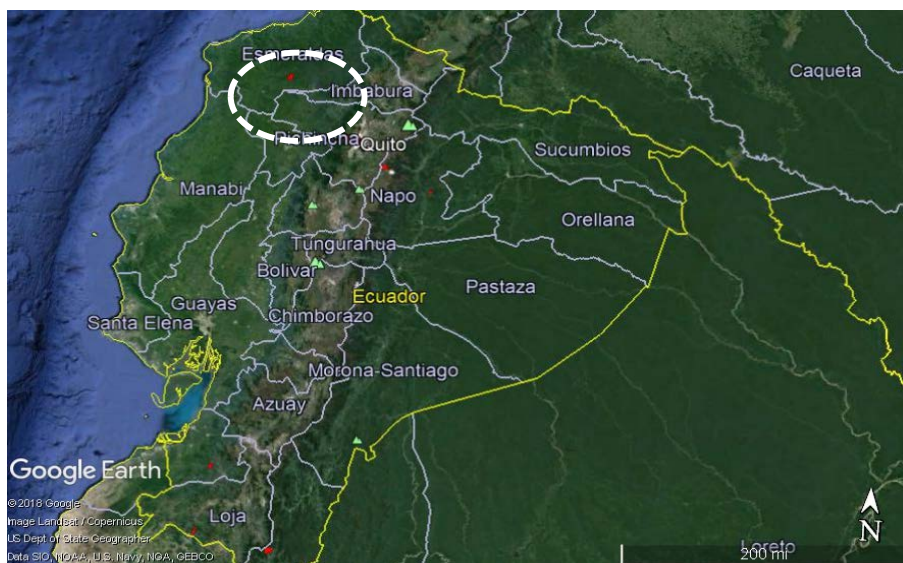 Esmeraldas
Caqueta
Imbabura
Pichincha
Quito
Sucumbios
Manabi
Napo
Orellana
Tungurahua
Bolivar
Pastaza
Ecuador
Guayas
Santa Elena
Chimborazo
Morona-Santiago
Azuay
Google Earth
© 2018 Google
Image Landsat / Copernicus
US Dept of State Geographer
Data SIO, NOAA, U.S. Navy, NGA, GEBCO
Loja
N
Loreto
200 mi